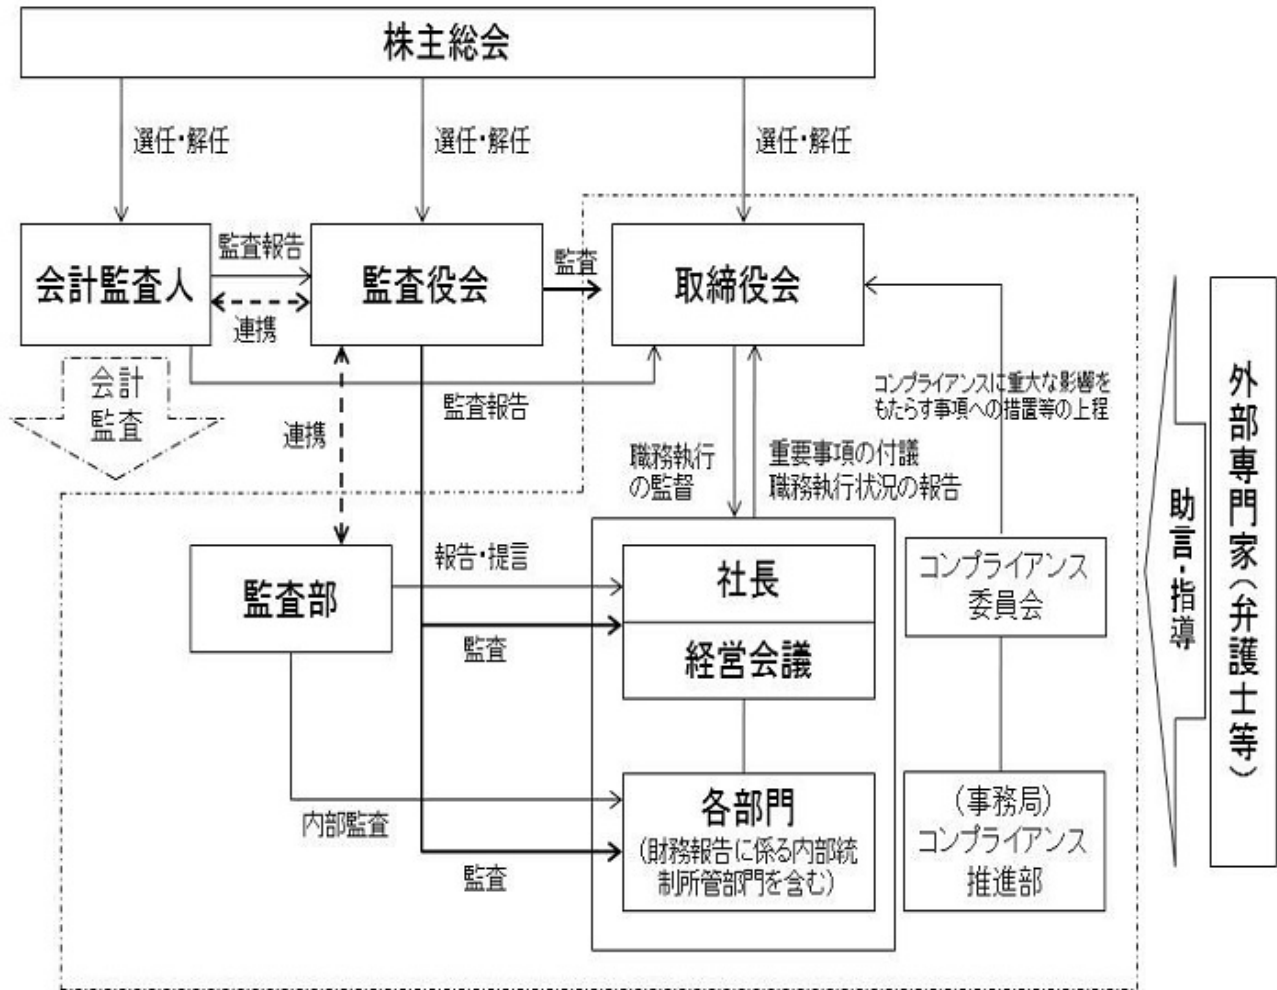 株主総会
選任・解任
選任・解任
選任・解任
会計監査人
監査報告
連携
監査役会
監査
取締役会
会計
監査
監査報告
連携
コンプライアンスに重大な影響を
もたらす事項への措置等の上程
職務執行
の監督
重要事項の付議
職務執行状況の報告
監査部
報告・提言
監査
社長
経営会議
コンプライアンス
委員会
内部監査
監査
各部門
（財務報告に係る内部統
制所管部門を含む）
（事務局）
コンプライアンス
推進部
助言・指導
外部専門家（弁護士等）